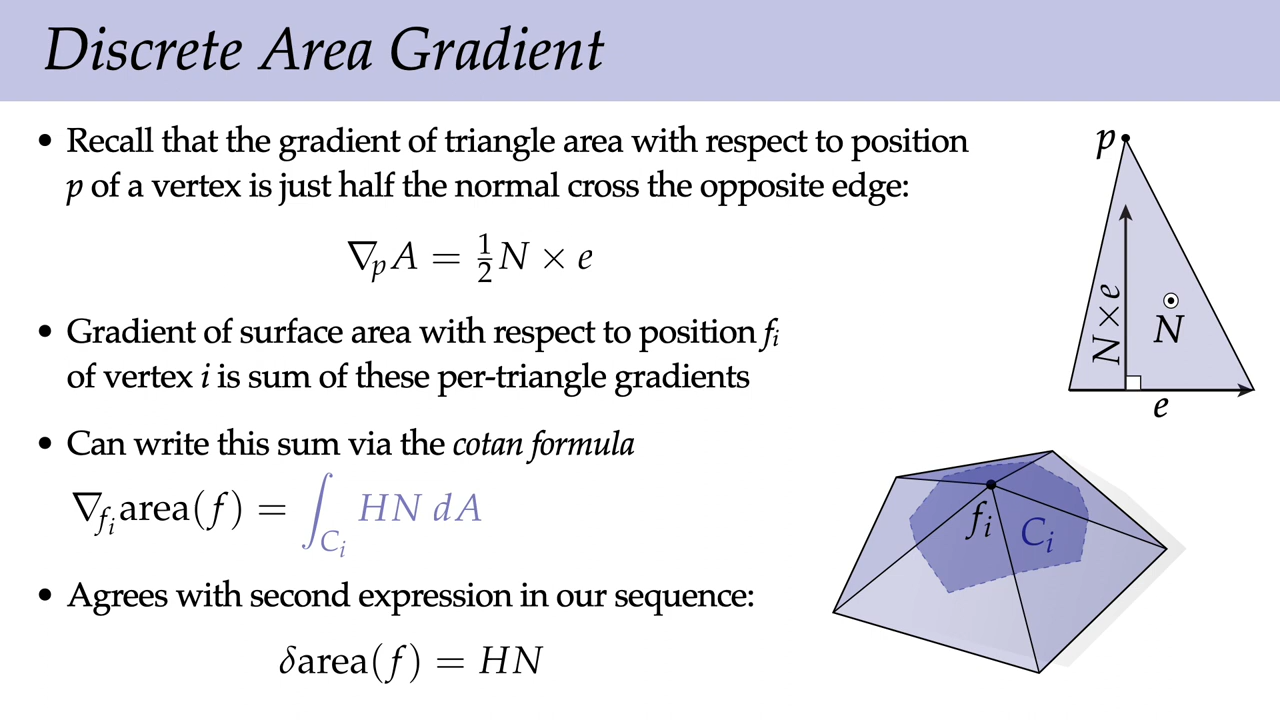 Discrete Area Gradient
• Recall that the gradient of triangle area with respect to position
p of a vertex is just half the normal cross the opposite edge:
∇ₚA = ½N × e
• Gradient of surface area with respect to position fᵢ
of vertex i is sum of these per-triangle gradients
• Can write this sum via the cotan formula
∇_{fᵢ}area(f) = ∫_{Cᵢ} HN dA
• Agrees with second expression in our sequence:
δarea(f) = HN
p
N×e
N
e
fᵢ
Cᵢ